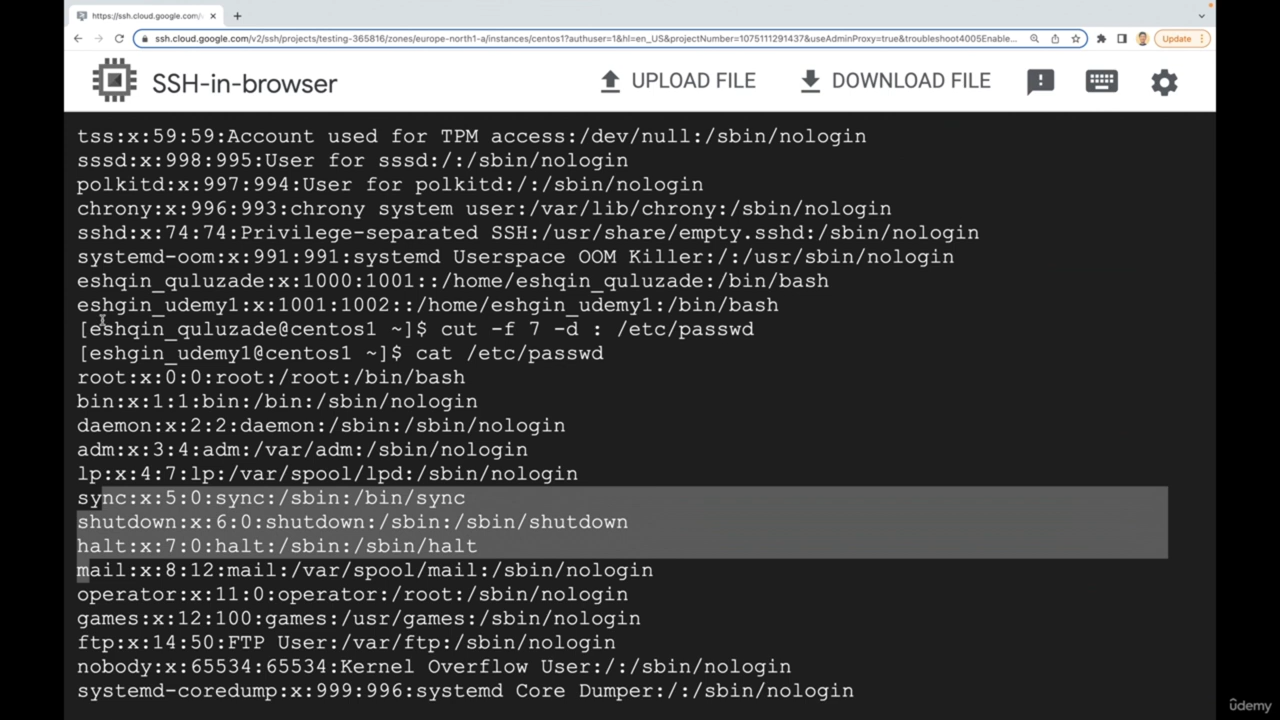 https://ssh.cloud.google.com/v
ssh.cloud.google.com/v2/ssh/projects/testing-365816/zones/europe-north1-a/instances/centos1?authuser=1&hl=en_US&projectNumber=1075111291437&useAdminProxy=true&troubleshoot4005Enable...
Update
SSH-in-browser
UPLOAD FILE
DOWNLOAD FILE
tss:x:59:59:Account used for TPM access:/dev/null:/sbin/nologin
sssd:x:998:995:User for sssd:/:/sbin/nologin
polkitd:x:997:994:User for polkitd:/:/sbin/nologin
chrony:x:996:993:chrony system user:/var/lib/chrony:/sbin/nologin
sshd:x:74:74:Privilege-separated SSH:/usr/share/empty.sshd:/sbin/nologin
systemd-oom:x:991:991:systemd Userspace OOM Killer:/:/usr/sbin/nologin
eshqin_quluzade:x:1000:1001::/home/eshqin_quluzade:/bin/bash
eshgin_udemy1:x:1001:1002::/home/eshgin_udemy1:/bin/bash
[eshqin_quluzade@centos1 ~]$ cut -f 7 -d : /etc/passwd
[eshgin_udemy1@centos1 ~]$ cat /etc/passwd
root:x:0:0:root:/root:/bin/bash
bin:x:1:1:bin:/bin:/sbin/nologin
daemon:x:2:2:daemon:/sbin:/sbin/nologin
adm:x:3:4:adm:/var/adm:/sbin/nologin
lp:x:4:7:lp:/var/spool/lpd:/sbin/nologin
sync:x:5:0:sync:/sbin:/bin/sync
shutdown:x:6:0:shutdown:/sbin:/sbin/shutdown
halt:x:7:0:halt:/sbin:/sbin/halt
mail:x:8:12:mail:/var/spool/mail:/sbin/nologin
operator:x:11:0:operator:/root:/sbin/nologin
games:x:12:100:games:/usr/games:/sbin/nologin
ftp:x:14:50:FTP User:/var/ftp:/sbin/nologin
nobody:x:65534:65534:Kernel Overflow User:/:/sbin/nologin
systemd-coredump:x:999:996:systemd Core Dumper:/:/sbin/nologin
ûdemy